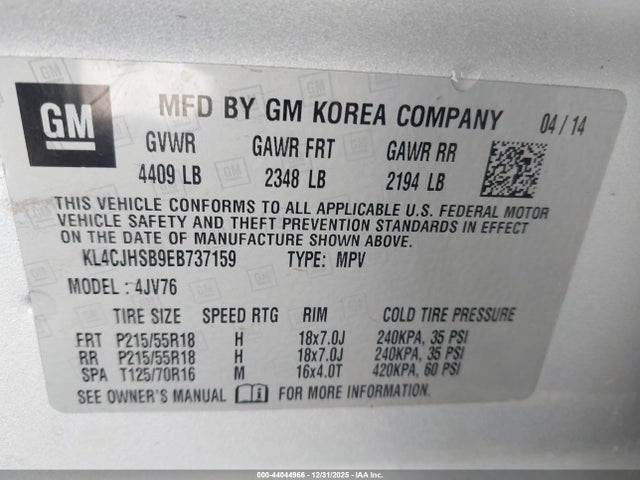 GM
MFD BY GM KOREA COMPANY 04/14
GVWR GAWR FRT GAWR RR
4409 LB 2348 LB 2194 LB
THIS VEHICLE CONFORMS TO ALL APPLICABLE U.S. FEDERAL MOTOR
VEHICLE SAFETY AND THEFT PREVENTION STANDARDS IN EFFECT
ON THE DATE OF MANUFACTURE SHOWN ABOVE.
KL4CJHSB9EB737159 TYPE: MPV
MODEL : 4JV76
TIRE SIZE SPEED RTG RIM COLD TIRE PRESSURE
FRT P215/55R18 H 18x7.0J 240KPA, 35 PSI
RR P215/55R18 H 18x7.0J 240KPA, 35 PSI
SPA T125/70R16 M 16x4.0T 420KPA, 60 PSI
SEE OWNERS MANUAL FOR MORE INFORMATION.
000-44044966 - 12/31/2025 - IAA Inc.